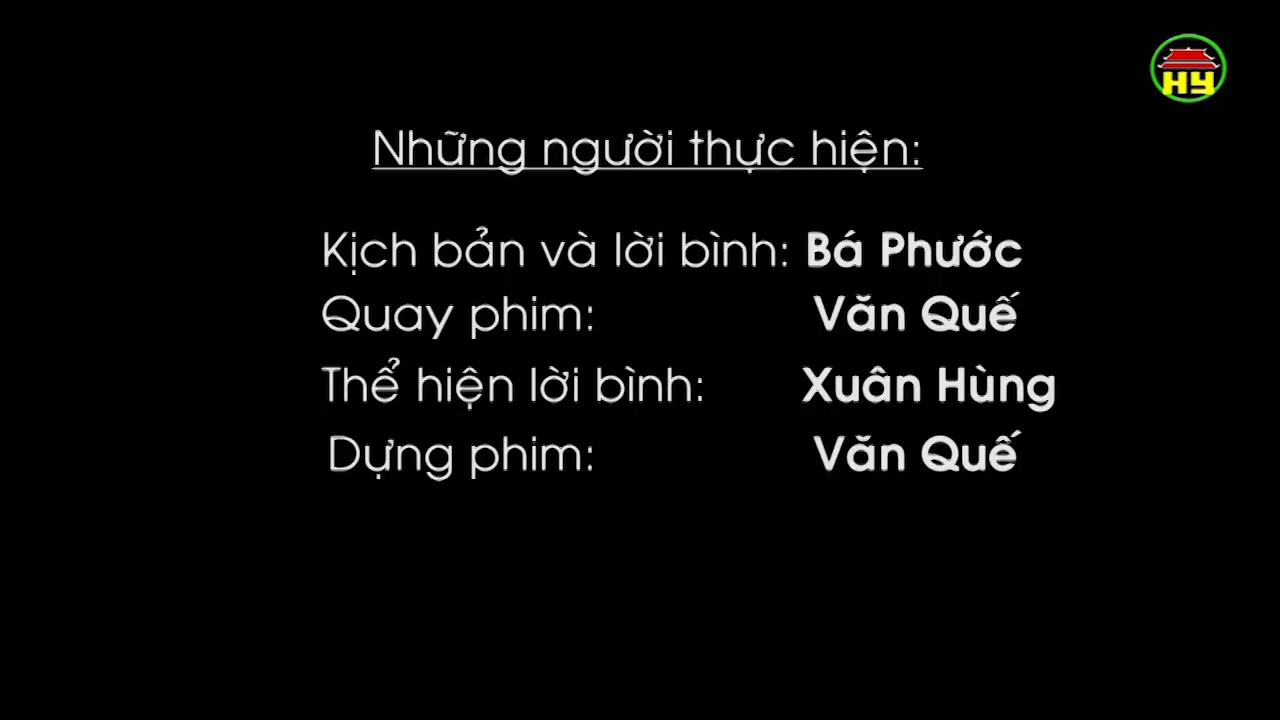 HY
Những người thực hiện:
Kịch bản và lời bình: Bá Phước
Quay phim: Văn Quế
Thể hiện lời bình: Xuân Hùng
Dựng phim: Văn Quế